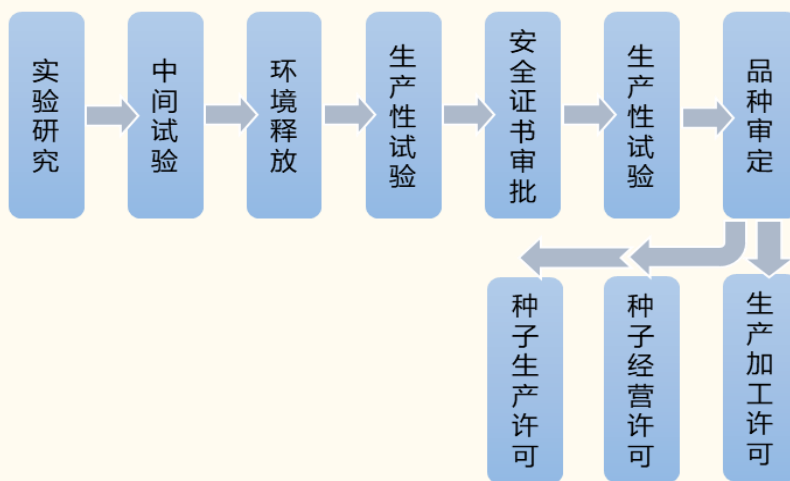 实验研究
中间试验
环境释放
生产性试验
安全证书审批
生产性试验
品种审定
种子生产许可
种子经营许可
生产加工许可